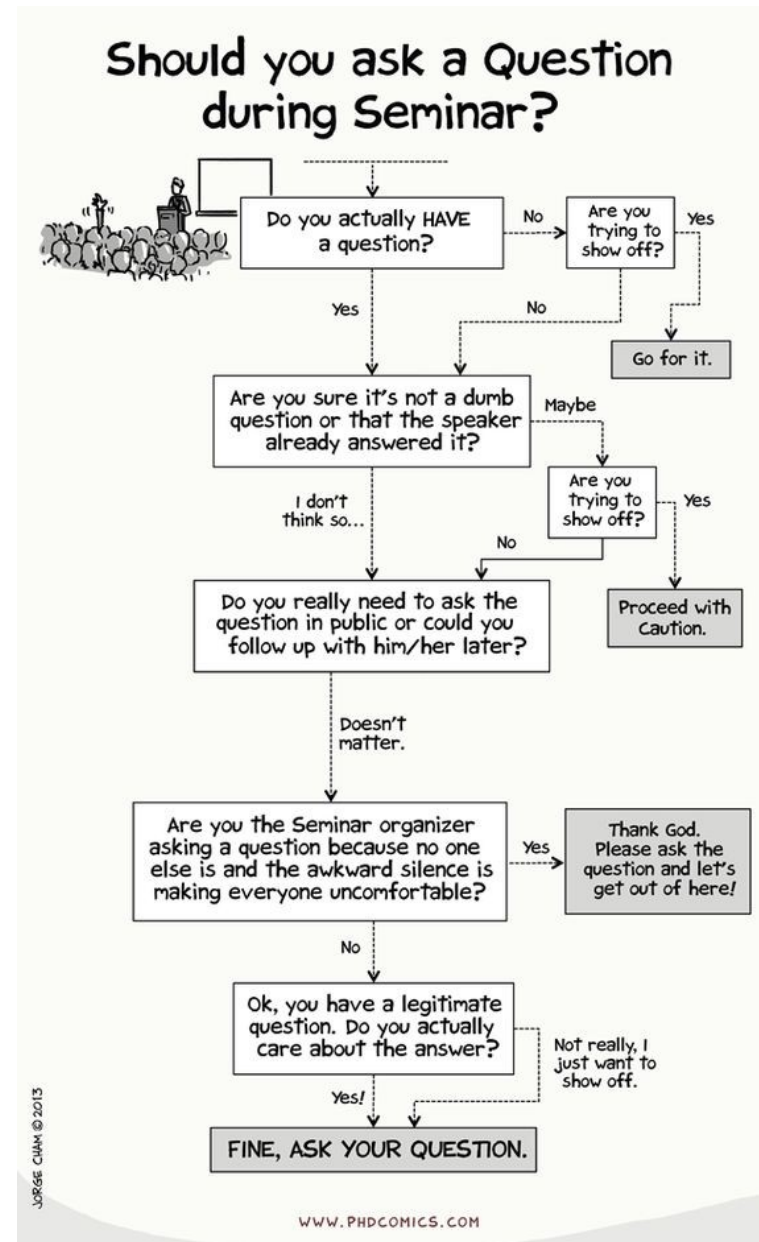 Should you ask a Question
during Seminar?
Do you actually HAVE
a question?
No
Are you
trying to
show off?
Yes
Go for it.
Yes
No
Are you sure it's not a dumb
question or that the speaker
already answered it?
Maybe
Are you
trying to
show off?
Yes
Proceed with
Caution.
I don't
think so...
No
Do you really need to ask the
question in public or could you
follow up with him/her later?
Doesn't
matter.
Are you the Seminar organizer
asking a question because no one
else is and the awkward silence is
making everyone uncomfortable?
Yes
Thank God.
Please ask the
question and let's
get out of here!
No
Ok, you have a legitimate
question. Do you actually
care about the answer?
Not really, I
just want to
show off.
Yes!
FINE, ASK YOUR QUESTION.
JORGE CHAM © 2013
WWW.PHDCOMICS.COM